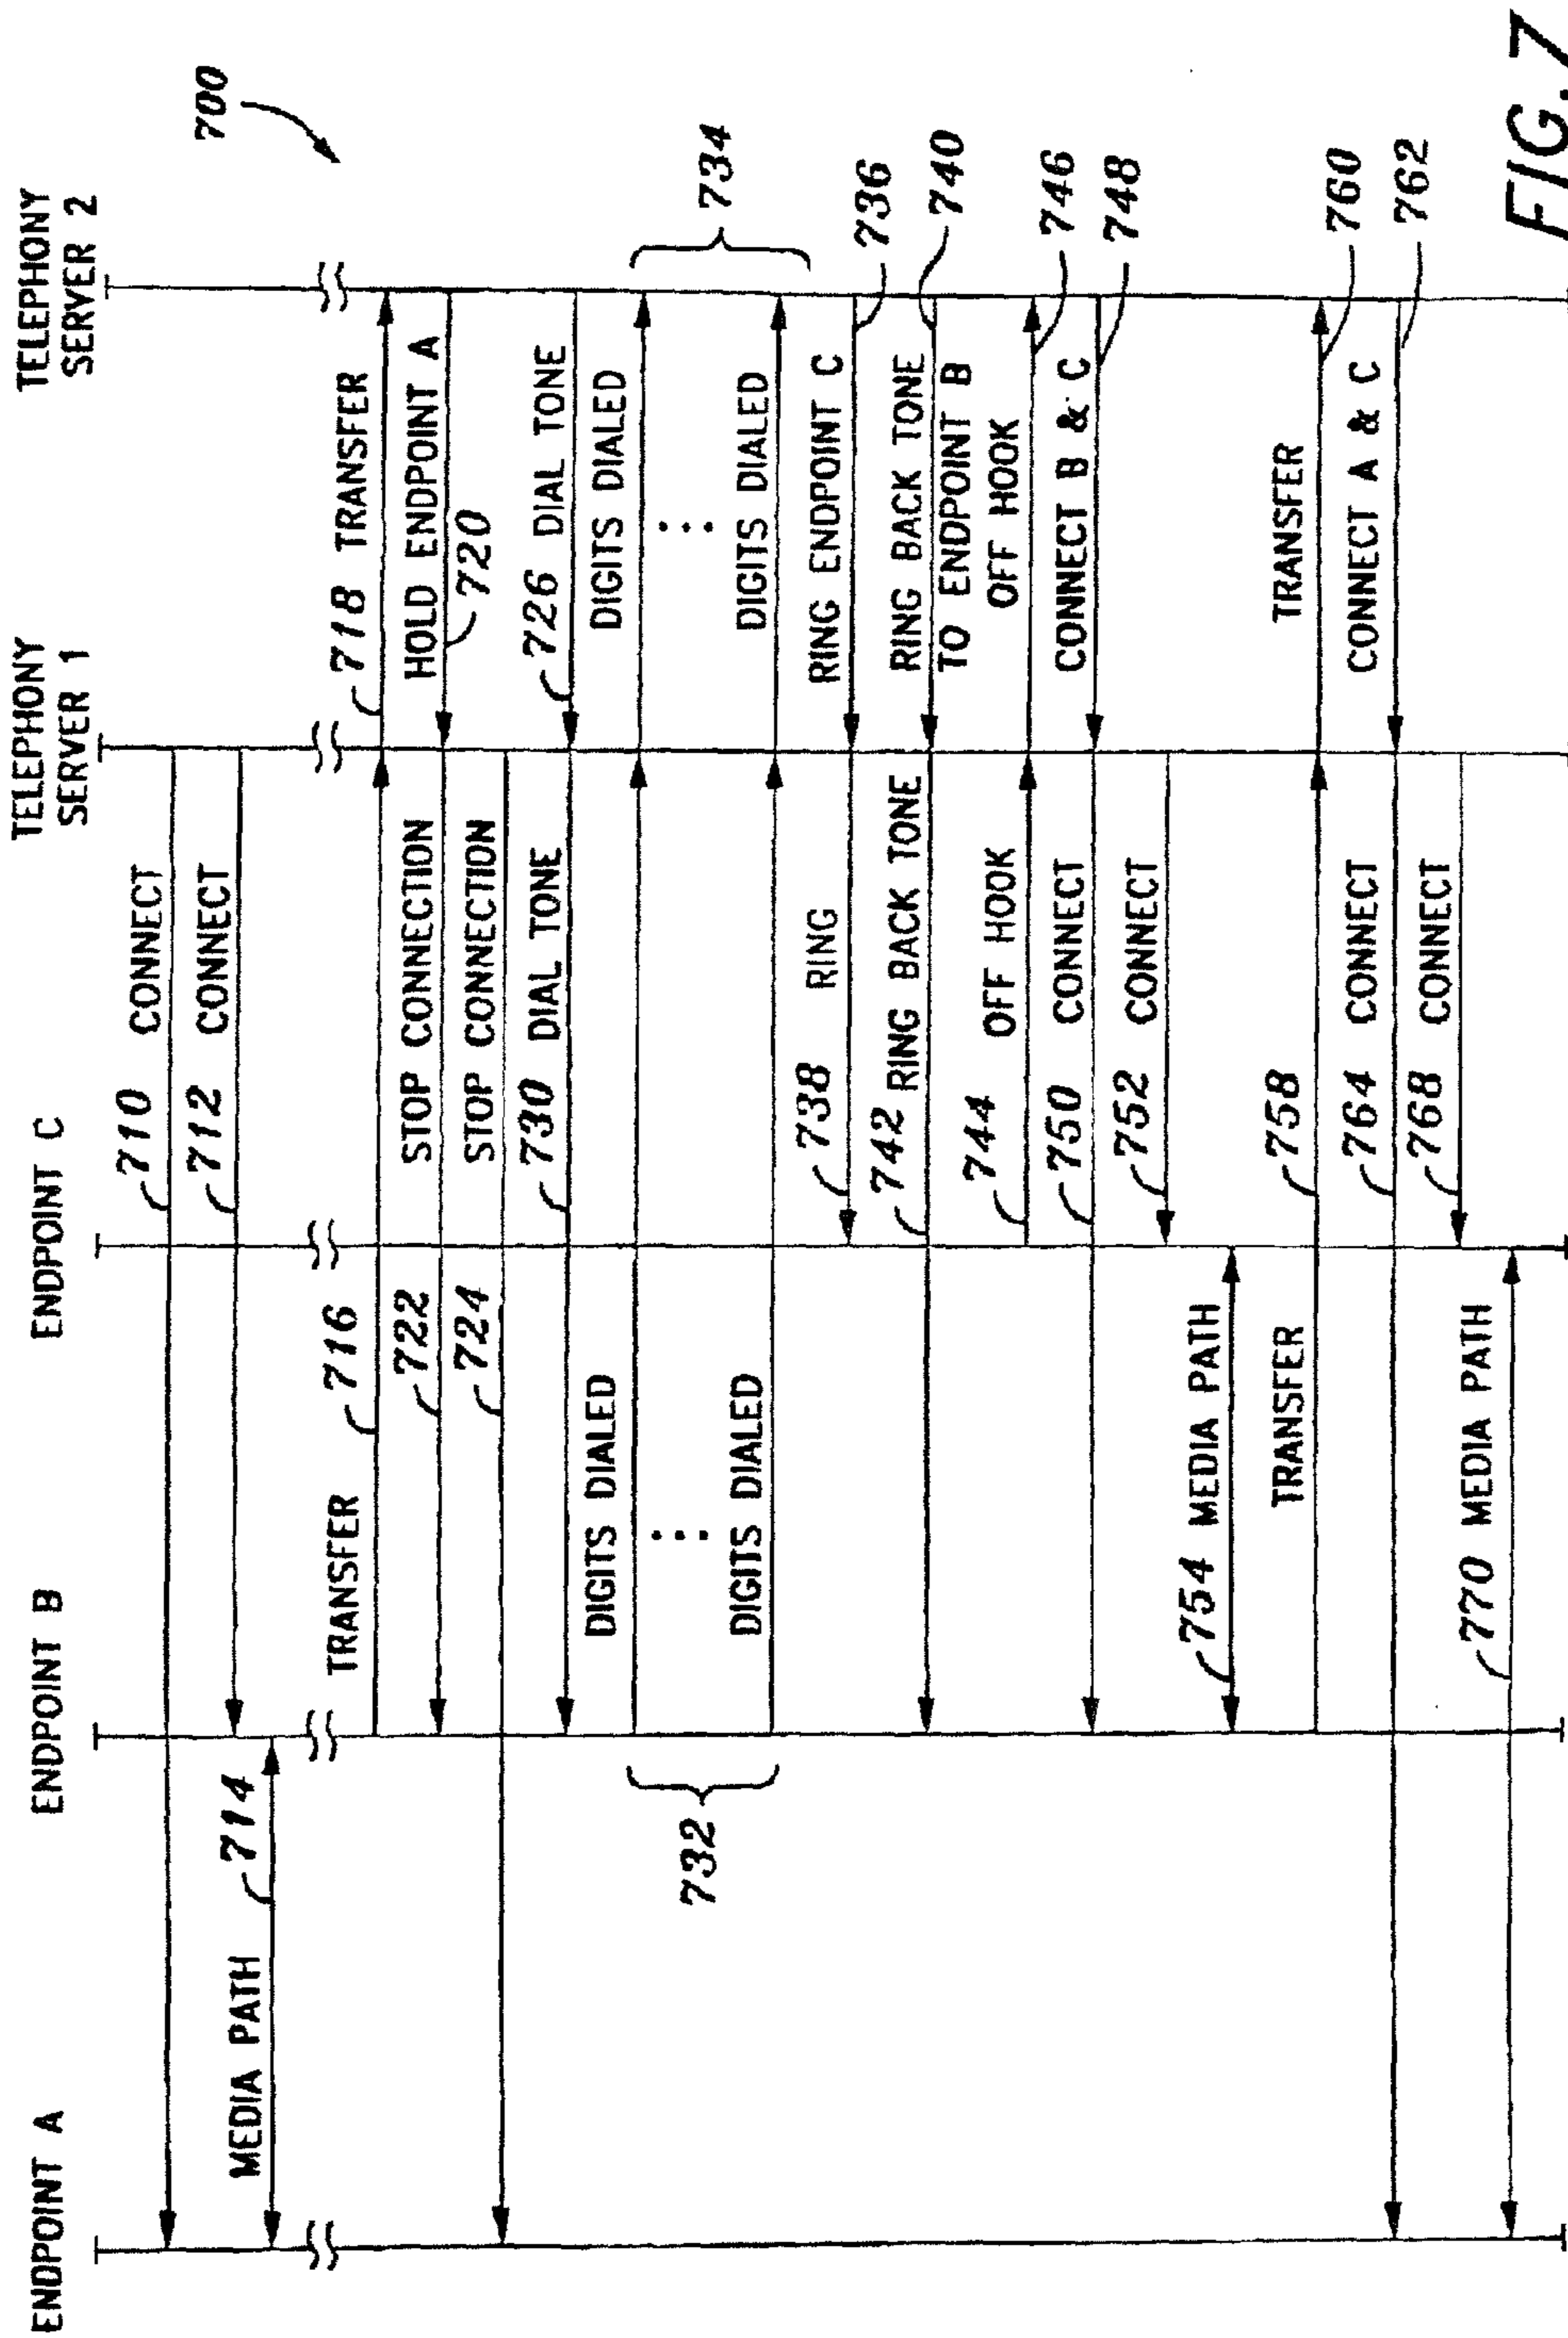 ENDPOINT A
ENDPOINT B
ENDPOINT C
TELEPHONY
SERVER 1
TELEPHONY
SERVER 2
700
710 CONNECT
712 CONNECT
MEDIA PATH 714
TRANSFER 716
718 TRANSFER
HOLD ENDPOINT A
720
722 STOP CONNECTION
724 STOP CONNECTION
726 DIAL TONE
730 DIAL TONE
DIGITS DIALED
DIGITS DIALED
732
DIGITS DIALED
DIGITS DIALED
734
RING ENDPOINT C
736
738 RING
RING BACK TONE
TO ENDPOINT B
740
742 RING BACK TONE
744 OFF HOOK
OFF HOOK
746
CONNECT B & C
748
750 CONNECT
752 CONNECT
754 MEDIA PATH
TRANSFER
758
TRANSFER
760
CONNECT A & C
762
764 CONNECT
768 CONNECT
770 MEDIA PATH
FIG. 7